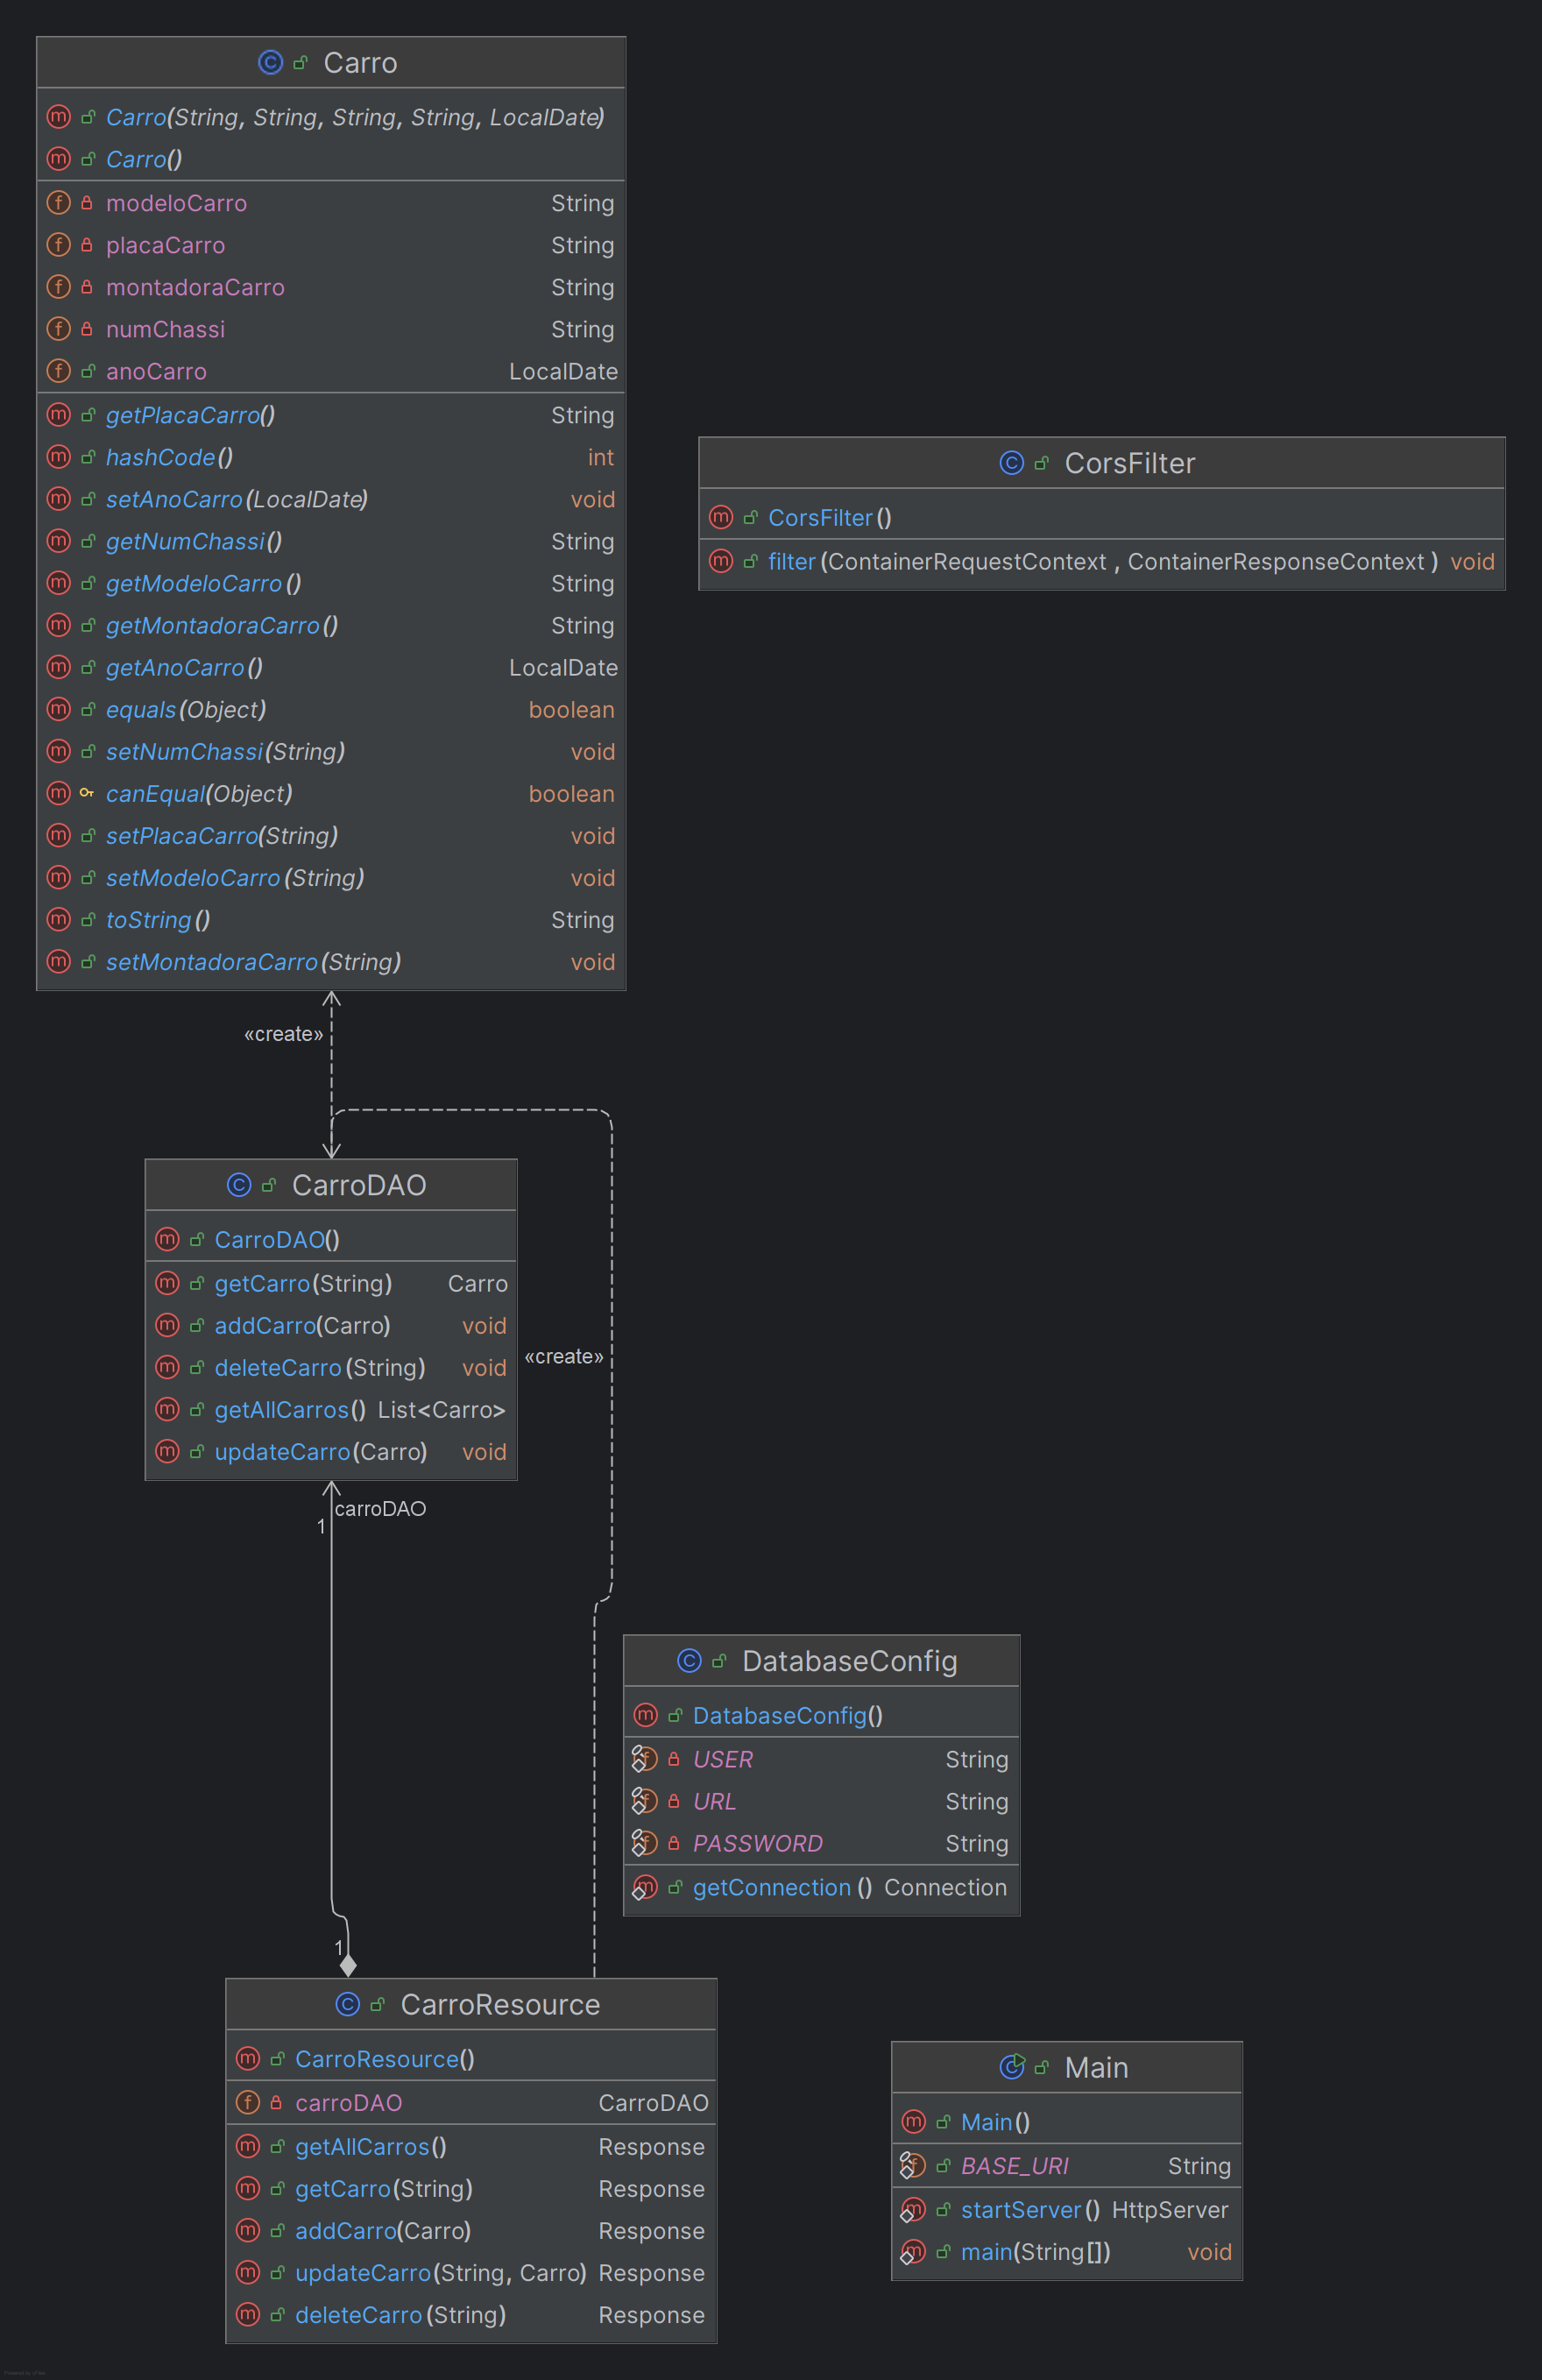 Carro
Carro(String, String, String, String, LocalDate)
Carro()
modeloCarro String
placaCarro String
montadoraCarro String
numChassi String
anoCarro LocalDate
getPlacaCarro() String
hashCode() int
setAnoCarro(LocalDate) void
getNumChassi() String
getModeloCarro() String
getMontadoraCarro() String
getAnoCarro() LocalDate
equals(Object) boolean
setNumChassi(String) void
canEqual(Object) boolean
setPlacaCarro(String) void
setModeloCarro(String) void
toString() String
setMontadoraCarro(String) void
CorsFilter
CorsFilter()
filter(ContainerRequestContext, ContainerResponseContext) void
«create»
CarroDAO
CarroDAO()
getCarro(String) Carro
addCarro(Carro) void
deleteCarro(String) void
getAllCarros() List<Carro>
updateCarro(Carro) void
«create»
carroDAO
1
DatabaseConfig
DatabaseConfig()
USER String
URL String
PASSWORD String
getConnection() Connection
1
CarroResource
CarroResource()
carroDAO CarroDAO
getAllCarros() Response
getCarro(String) Response
addCarro(Carro) Response
updateCarro(String, Carro) Response
deleteCarro(String) Response
Main
Main()
BASE_URI String
startServer() HttpServer
main(String[]) void